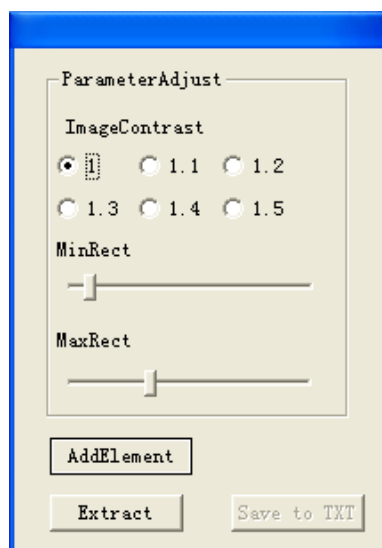 ParameterAdjust
ImageContrast
1 1.1 1.2
1.3 1.4 1.5
MinRect
MaxRect
AddElement
Extract Save to TXT